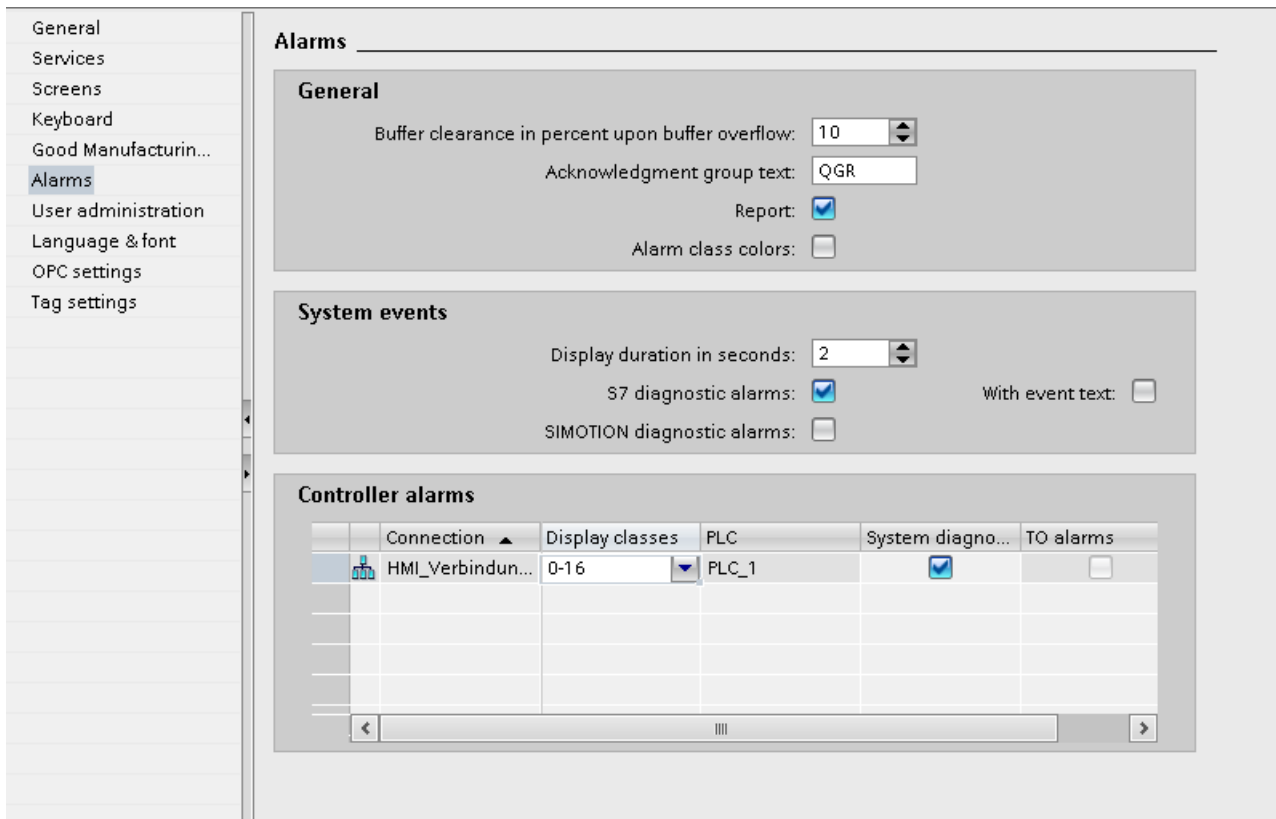 General
Services
Screens
Keyboard
Good Manufacturin...
Alarms
User administration
Language & font
OPC settings
Tag settings
Alarms
General
Buffer clearance in percent upon buffer overflow: 10
Acknowledgment group text: QGR
Report:
Alarm class colors:
System events
Display duration in seconds: 2
S7 diagnostic alarms: With event text:
SIMOTION diagnostic alarms:
Controller alarms
Connection Display classes PLC System diagno... TO alarms
HMI_Verbindun... 0-16 PLC_1